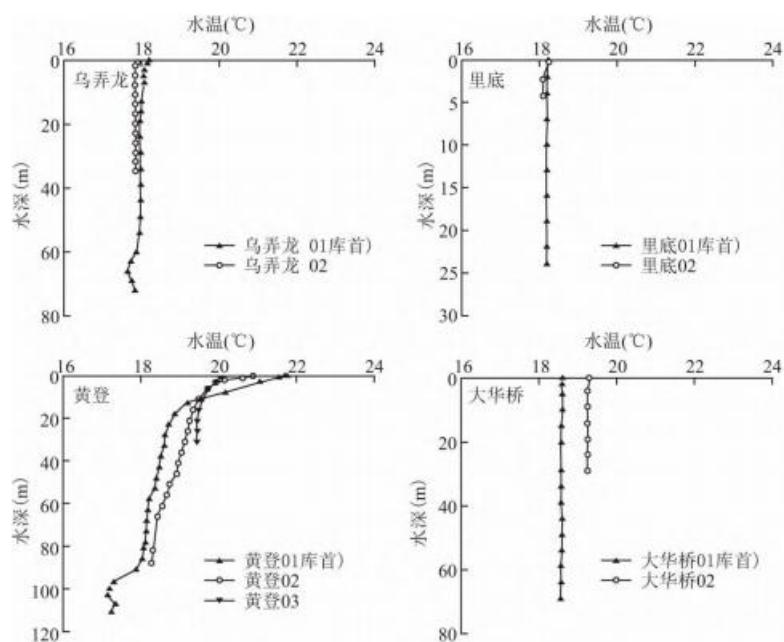 水温(℃)
16 18 20 22 24
乌弄龙
0
20
40
60
80
水深(m)
乌弄龙 01库首)
乌弄龙 02
水温(℃)
16 18 20 22 24
里底
0
5
10
15
20
25
30
水深(m)
里底01库首)
里底02
水温(℃)
16 18 20 22 24
黄登
0
20
40
60
80
100
120
水深(m)
黄登01库首)
黄登02
黄登03
水温(℃)
16 18 20 22 24
大华桥
0
20
40
60
80
水深(m)
大华桥01库首)
大华桥02